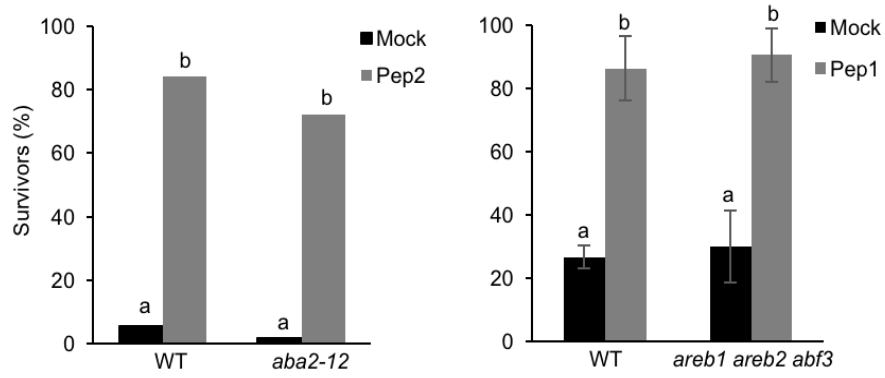 Survivors (%)
100
80
60
40
20
0
Mock
Pep2
b
b
a
a
WT
aba2-12
100
80
60
40
20
0
Mock
Pep1
b
b
a
a
WT
areb1 areb2 abf3